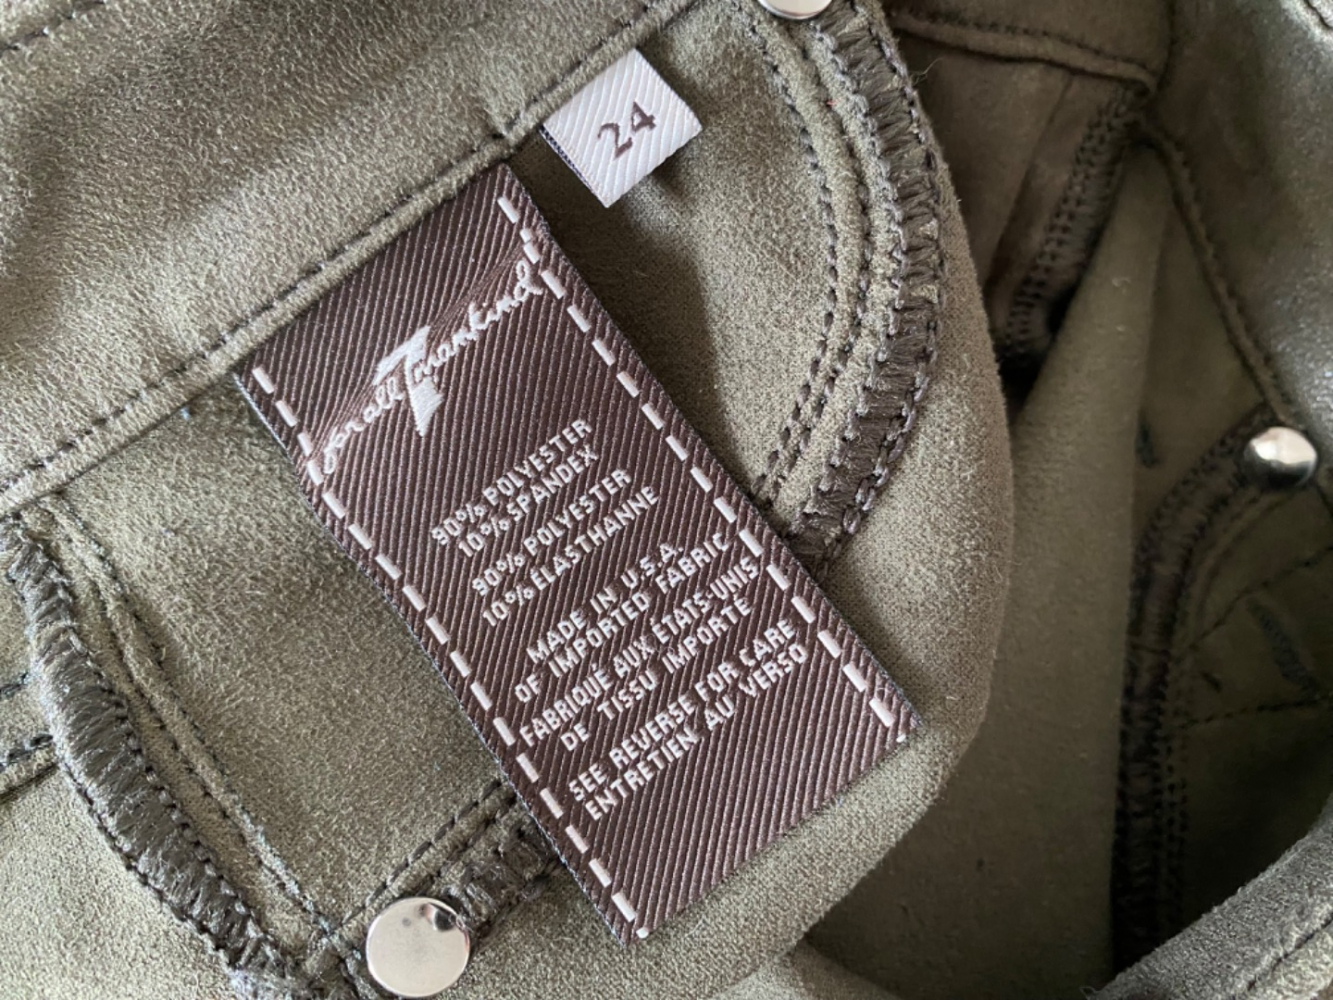 24
for all 7 mankind
90% POLYESTER
10% SPANDEX
90% POLYESTER
10% ÉLASTHANNE
MADE IN U.S.A.
OF IMPORTED FABRIC
FABRIQUÉ AUX ÉTATS-UNIS
DE TISSU IMPORTÉ
SEE REVERSE FOR CARE
ENTRETIEN AU VERSO